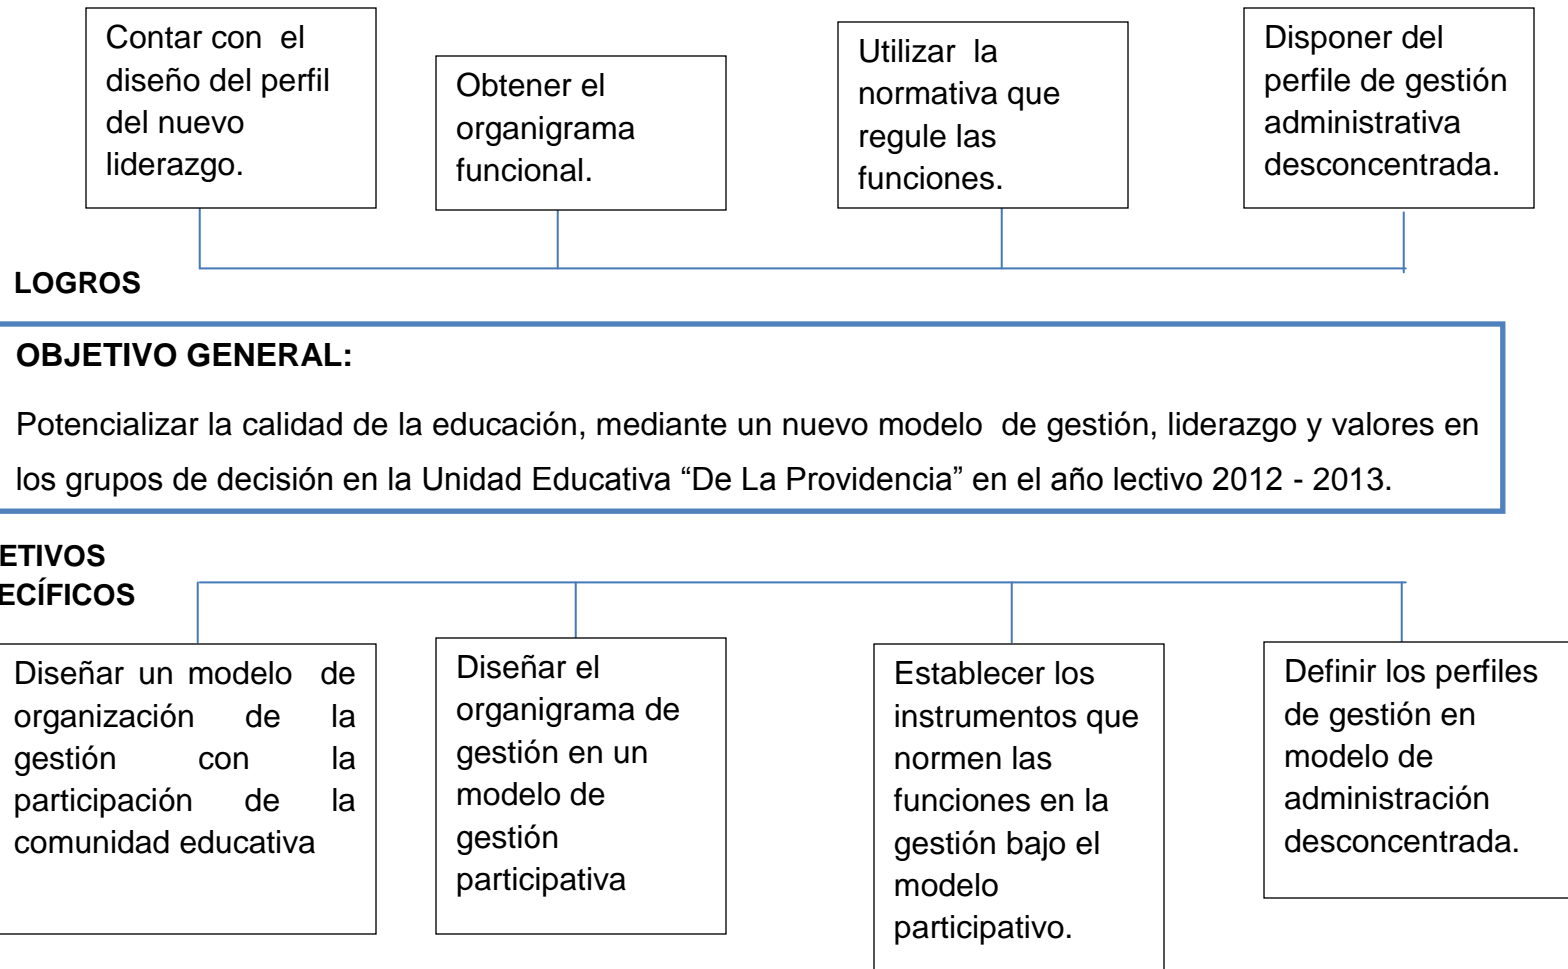 Contar con el
diseño del perfil
del nuevo
liderazgo.
Obtener el
organigrama
funcional.
Utilizar la
normativa que
regule las
funciones.
Disponer del
perfile de gestión
administrativa
desconcentrada.
LOGROS
OBJETIVO GENERAL:
Potencializar la calidad de la educación, mediante un nuevo modelo de gestión, liderazgo y valores en
los grupos de decisión en la Unidad Educativa “De La Providencia” en el año lectivo 2012 - 2013.
ETIVOS
ECÍFICOS
Diseñar un modelo de
organización de la
gestión con la
participación de la
comunidad educativa
Diseñar el
organigrama de
gestión en un
modelo de
gestión
participativa
Establecer los
instrumentos que
normen las
funciones en la
gestión bajo el
modelo
participativo.
Definir los perfiles
de gestión en
modelo de
administración
desconcentrada.